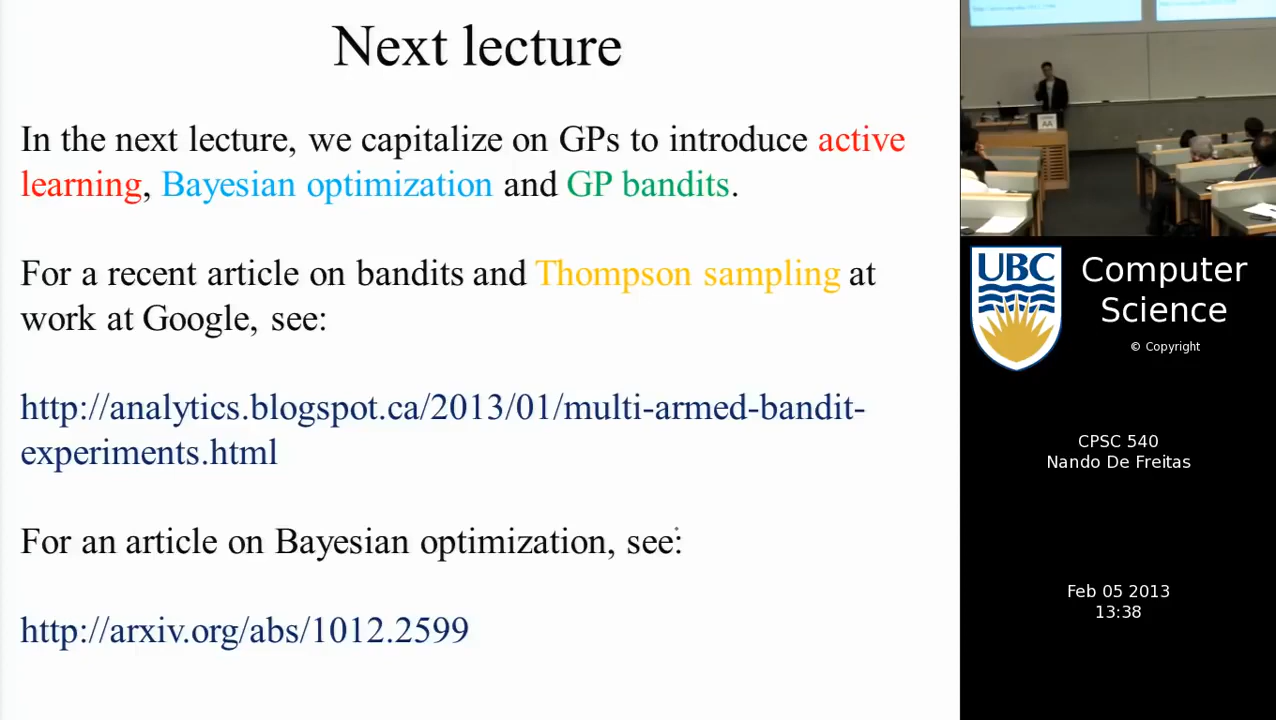 Next lecture
In the next lecture, we capitalize on GPs to introduce active
learning, Bayesian optimization and GP bandits.
For a recent article on bandits and Thompson sampling at
work at Google, see:
http://analytics.blogspot.ca/2013/01/multi-armed-bandit-
experiments.html
For an article on Bayesian optimization, see:
http://arxiv.org/abs/1012.2599
UBC
Computer
Science
© Copyright
CPSC 540
Nando De Freitas
Feb 05 2013
13:38